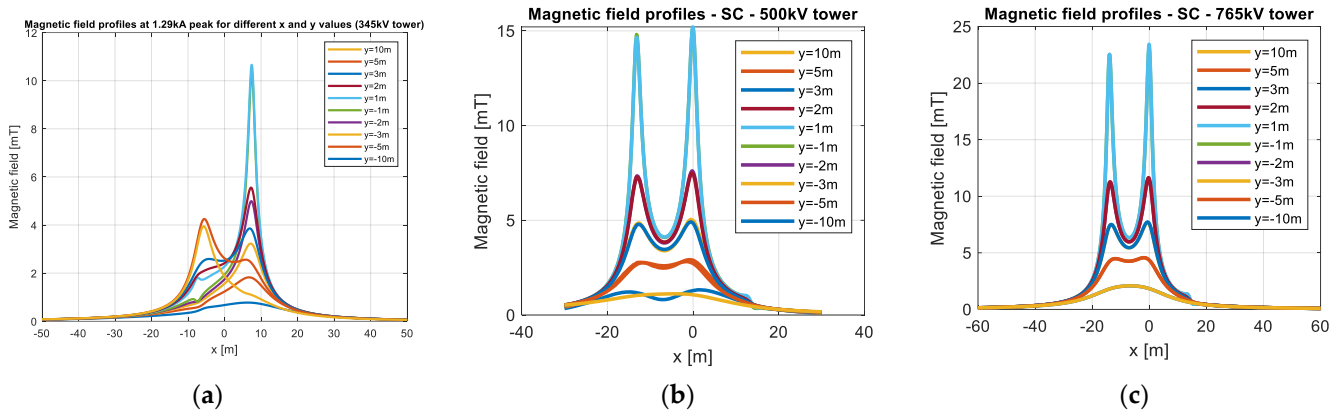 Magnetic field profiles at 1.29kA peak for different x and y values (345kV tower)
12
10
8
6
4
2
0
Magnetic field [mT]
-50
-40
-30
-20
-10
0
10
20
30
40
50
x [m]
y=10m
y=5m
y=3m
y=2m
y=1m
y=-1m
y=-2m
y=-3m
y=-5m
y=-10m
(a)
Magnetic field profiles - SC - 500kV tower
15
10
5
0
Magnetic field [mT]
-40
-20
0
20
40
x [m]
y=10m
y=5m
y=3m
y=2m
y=1m
y=-1m
y=-2m
y=-3m
y=-5m
y=-10m
(b)
Magnetic field profiles - SC - 765kV tower
25
20
15
10
5
0
Magnetic field [mT]
-60
-40
-20
0
20
40
60
x [m]
y=10m
y=5m
y=3m
y=2m
y=1m
y=-1m
y=-2m
y=-3m
y=-5m
y=-10m
(c)